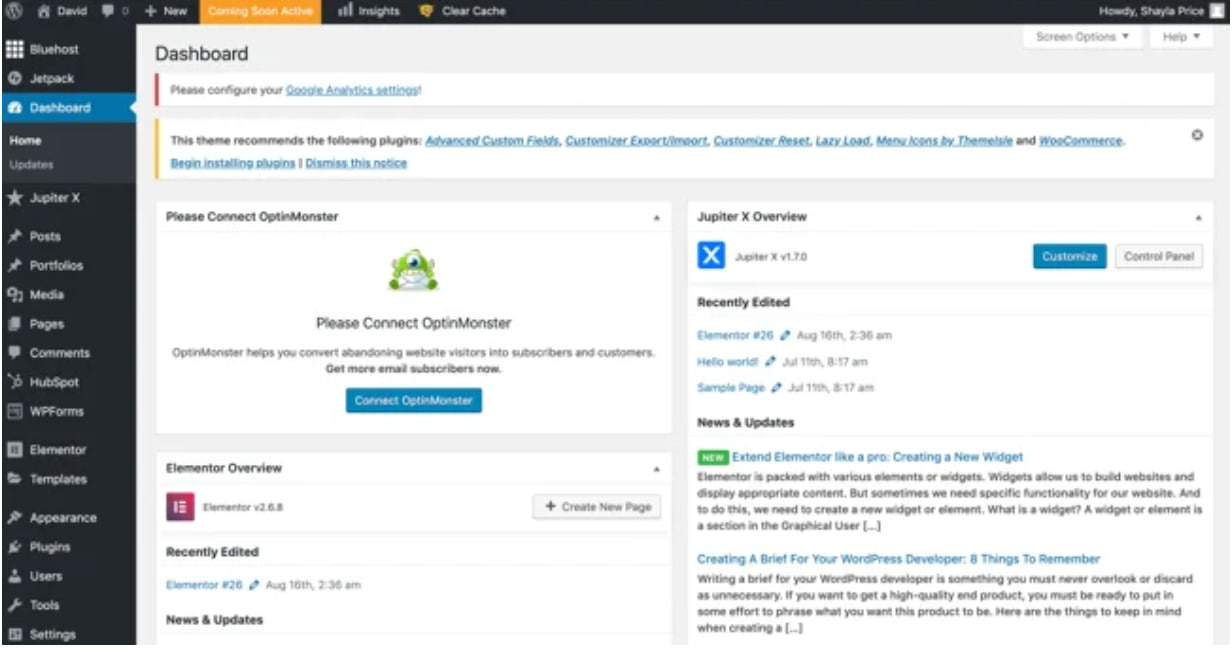 David 0 + New Coming Soon Active Insights Clear Cache Howdy, Shayla Price
Screen Options ▼ Help ▼
Bluehost
Jetpack
Dashboard
Home
Updates
Jupiter X
Posts
Portfolios
Media
Pages
Comments
HubSpot
WPForms
Elementor
Templates
Appearance
Plugins
Users
Tools
Settings
Dashboard
Please configure your Google Analytics settings!
This theme recommends the following plugins: Advanced Custom Fields, Customizer Export/Import, Customizer Reset, Lazy Load, Menu Icons by ThemeIsle and WooCommerce.
Begin installing plugins | Dismiss this notice
Please Connect OptinMonster
Please Connect OptinMonster
OptinMonster helps you convert abandoning website visitors into subscribers and customers.
Get more email subscribers now.
Connect OptinMonster
Elementor Overview
Elementor v2.6.8
+ Create New Page
Recently Edited
Elementor #26 Aug 16th, 2:36 am
News & Updates
Jupiter X Overview
Jupiter X v1.7.0
Customize
Control Panel
Recently Edited
Elementor #26 Aug 16th, 2:36 am
Hello world! Jul 11th, 8:17 am
Sample Page Jul 11th, 8:17 am
News & Updates
NEW Extend Elementor like a pro: Creating a New Widget
Elementor is packed with various elements or widgets. Widgets allow us to build websites and
display appropriate content. But sometimes we need specific functionality for our website. And
to do this, we need to create a new widget or element. What is a widget? A widget or element is
a section in the Graphical User [...]
Creating A Brief For Your WordPress Developer: 8 Things To Remember
Writing a brief for your WordPress developer is something you must never overlook or discard
as unnecessary. If you want to get a high-quality end product, you must be ready to put in
some effort to phrase what you want this product to be. Here are the things to keep in mind
when creating a [...]